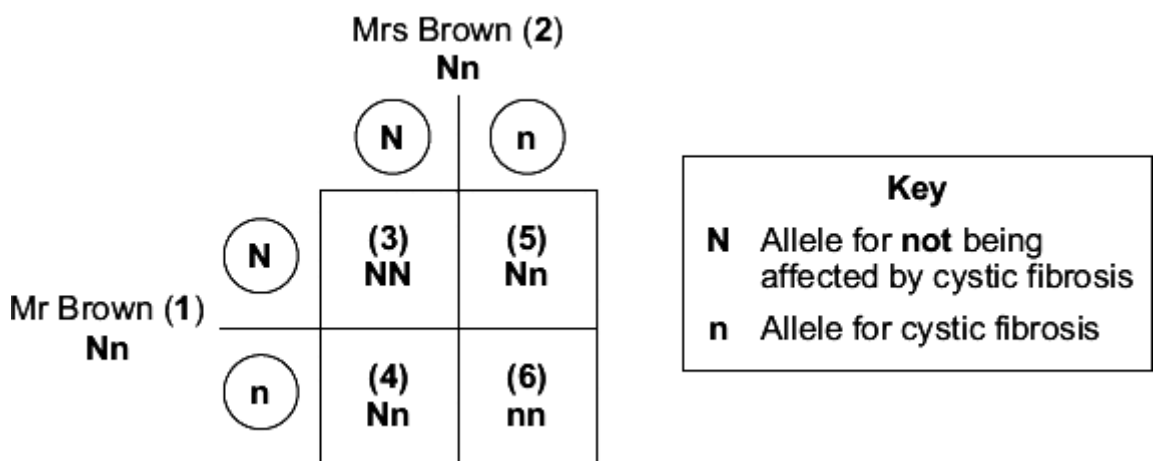 Mrs Brown (2)
Nn
N
n
Mr Brown (1)
Nn
N
(3)
NN
(5)
Nn
n
(4)
Nn
(6)
nn
Key
N Allele for not being
affected by cystic fibrosis
n Allele for cystic fibrosis